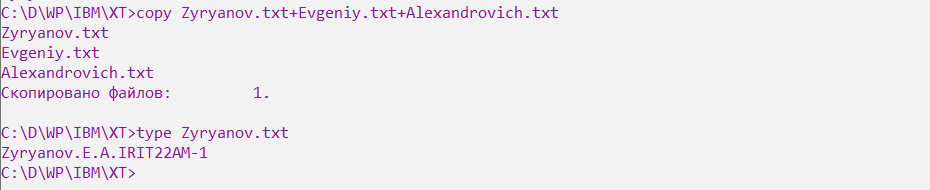 C:\D\WP\IBM\XT>copy Zyryanov.txt+Evgeniy.txt+Alexandrovich.txt
Zyryanov.txt
Evgeniy.txt
Alexandrovich.txt
Скопировано файлов:         1.
C:\D\WP\IBM\XT>type Zyryanov.txt
Zyryanov.E.A.IRIT22AM-1
C:\D\WP\IBM\XT>